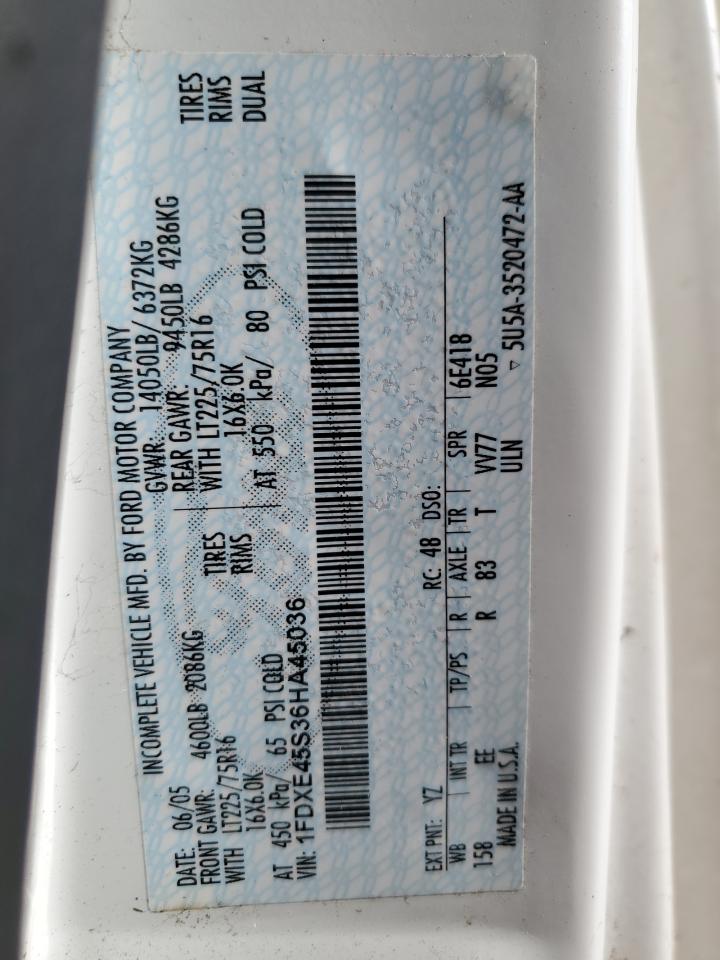 INCOMPLETE VEHICLE MFD. BY FORD MOTOR COMPANY
DATE: 06/05 GVWR: 14050LB/ 6372KG
FRONT GAWR: 4600LB 2086KG REAR GAWR: 9450LB 4286KG
WITH LT225/75R16 TIRES WITH LT225/75R16 TIRES
16X6.0K RIMS 16X6.0K RIMS
AT 450 kPa/ 65 PSI COLD AT 550 kPa/ 80 PSI COLD DUAL
VIN: 1FDXE45S36HA45036
EXT PNT: YZ RC: 48 DSO:
WB INT TR TP/PS R AXLE TR SPR 6E418
158 EE R 83 T VV77 N05
MADE IN U.S.A. ULN ▽ 5U5A-3520472-AA